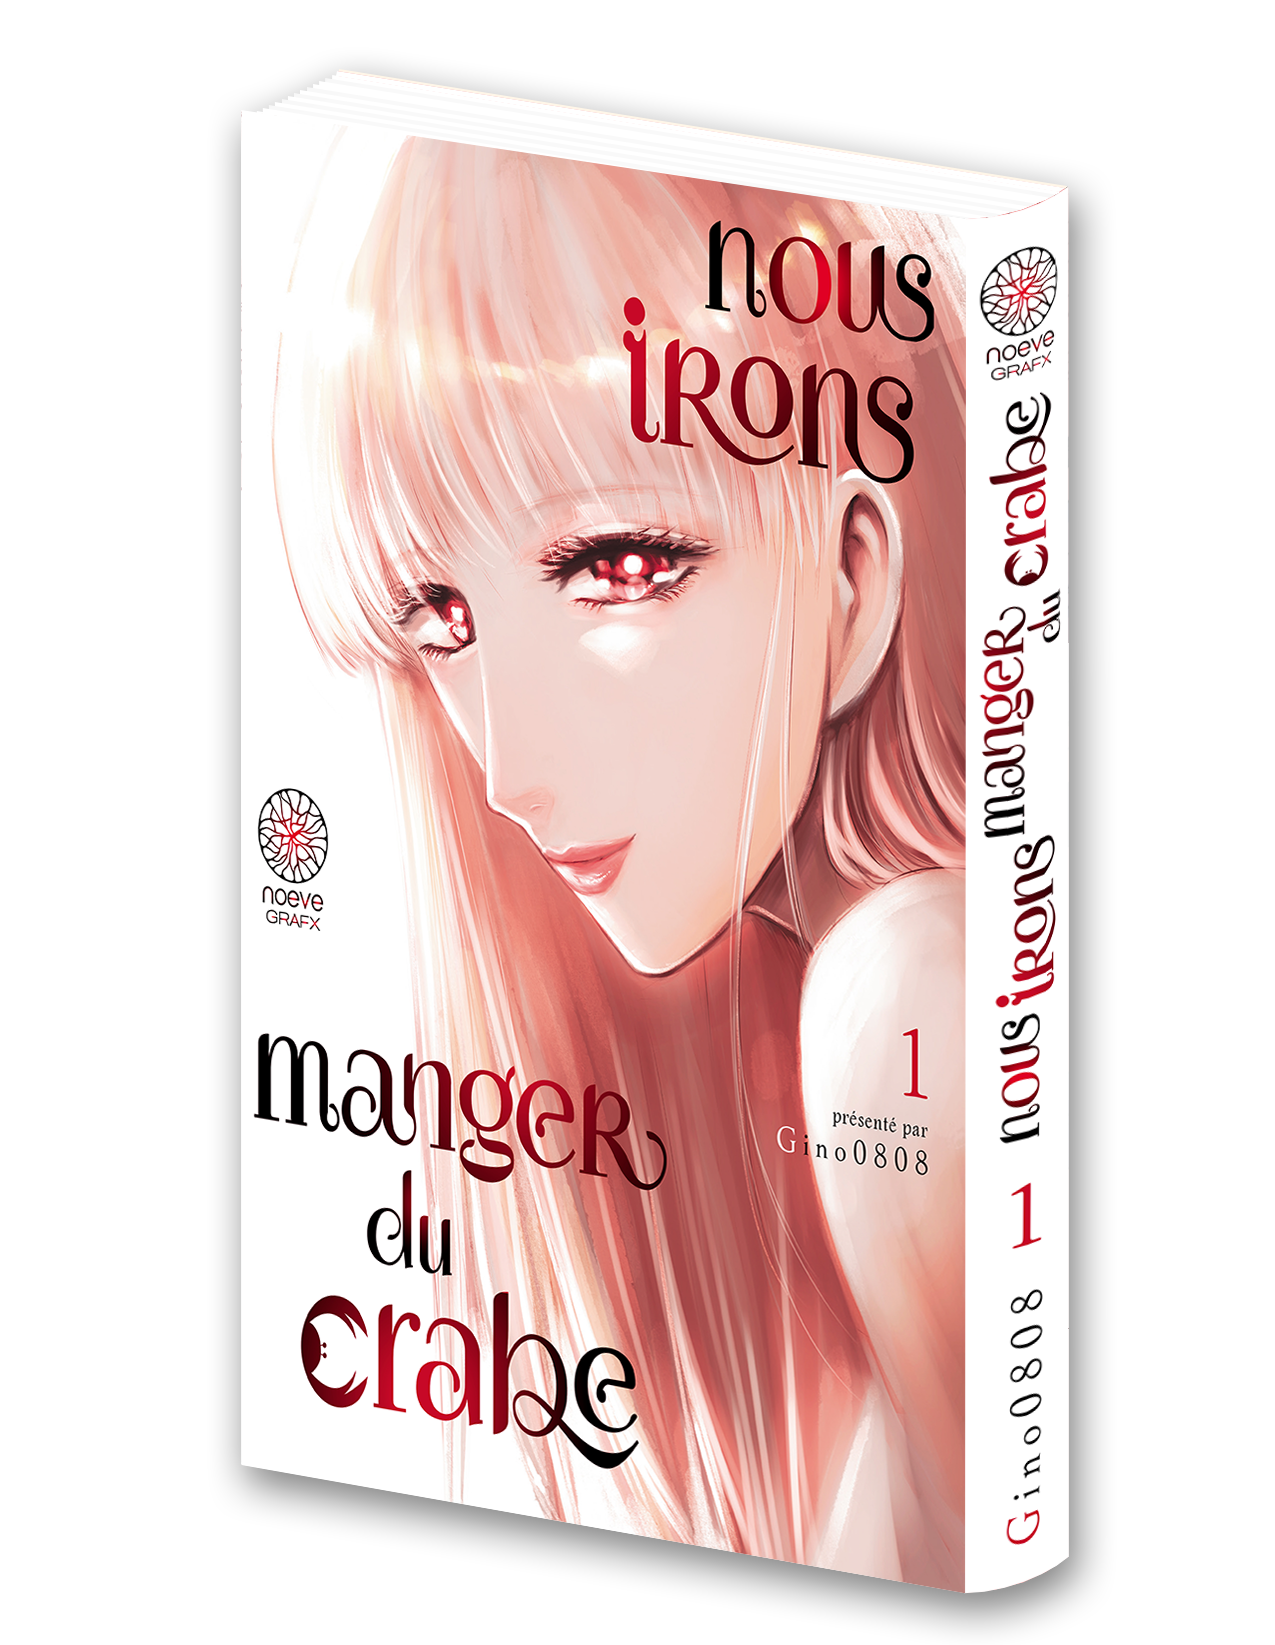 nous
irons
noeve
GRAFX
manger
du
crabe
1
présenté par
Gino0808
noeve
GRAFX
nous irons manger du crabe
1
Gino0808